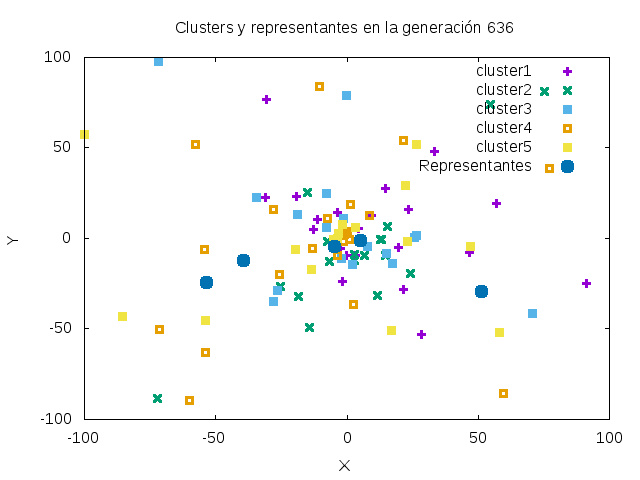 Clusters y representantes en la generación 636
cluster1
cluster2
cluster3
cluster4
cluster5
Representantes
100
50
0
-50
-100
Y
-100
-50
0
50
100
X